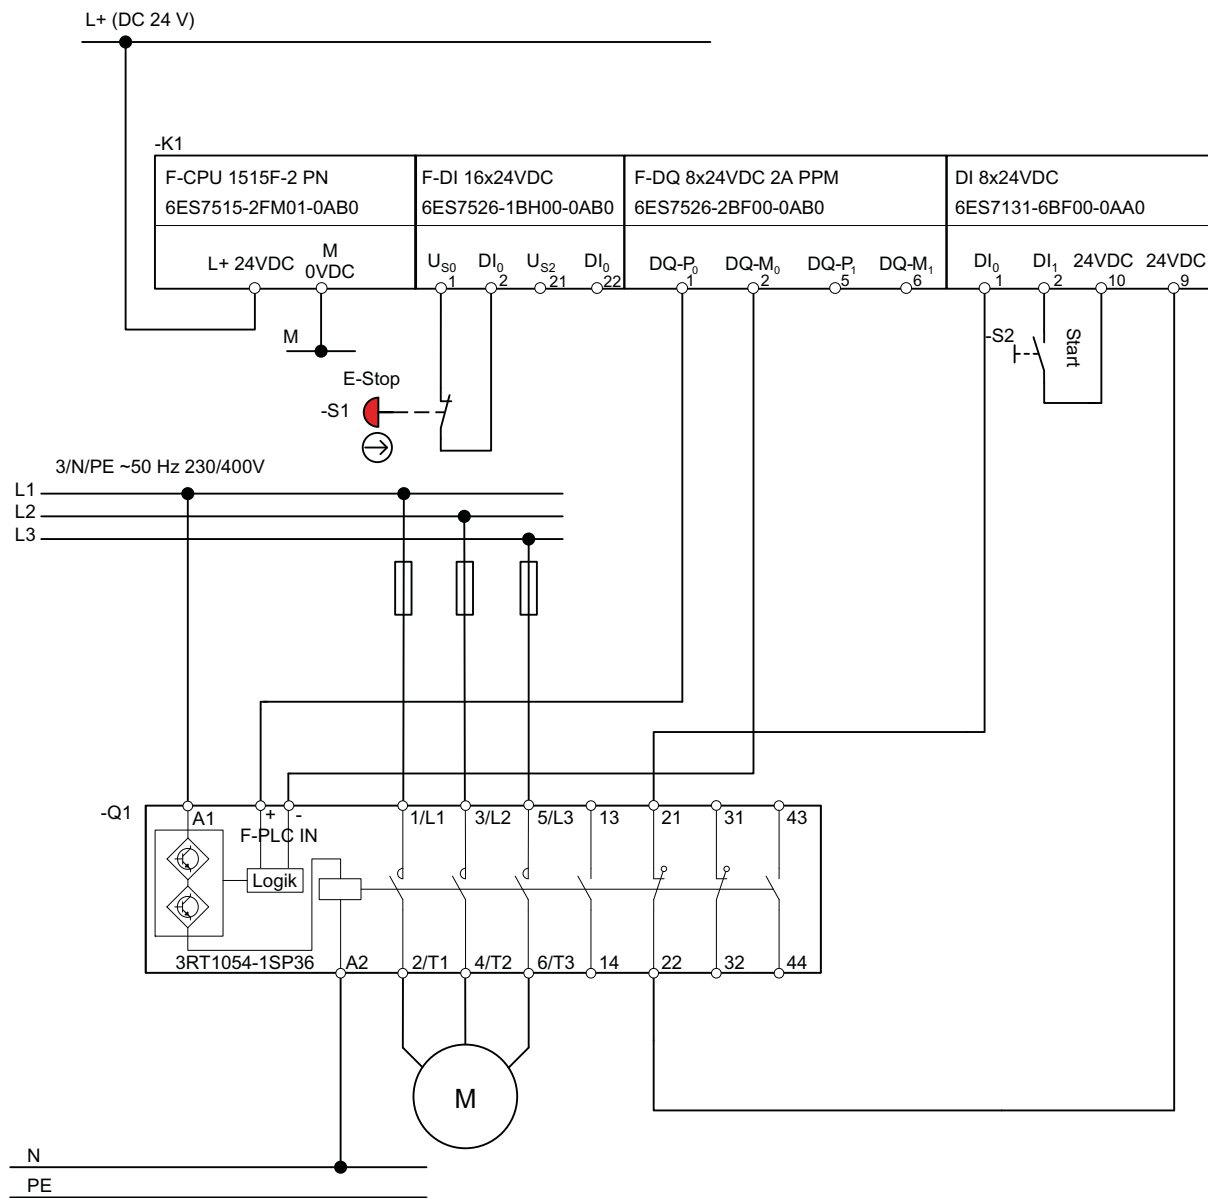 L+ (DC 24 V)
-K1
F-CPU 1515F-2 PN
6ES7515-2FM01-0AB0
F-DI 16x24VDC
6ES7526-1BH00-0AB0
F-DQ 8x24VDC 2A PPM
6ES7526-2BF00-0AB0
DI 8x24VDC
6ES7131-6BF00-0AA0
L+ 24VDC
M
0VDC
US0 DI0 US2 DI0
1 2 21 22
DQ-P0 DQ-M0 DQ-P1 DQ-M1
1 2 5 6
DI0 DI1 24VDC 24VDC
1 2 10 9
M
-S2
Start
E-Stop
-S1
3/N/PE ~50 Hz 230/400V
L1
L2
L3
-Q1
A1
+ -
F-PLC IN
1/L1 3/L2 5/L3 13 21 31 43
Logik
3RT1054-1SP36
A2 2/T1 4/T2 6/T3 14 22 32 44
M
N
PE